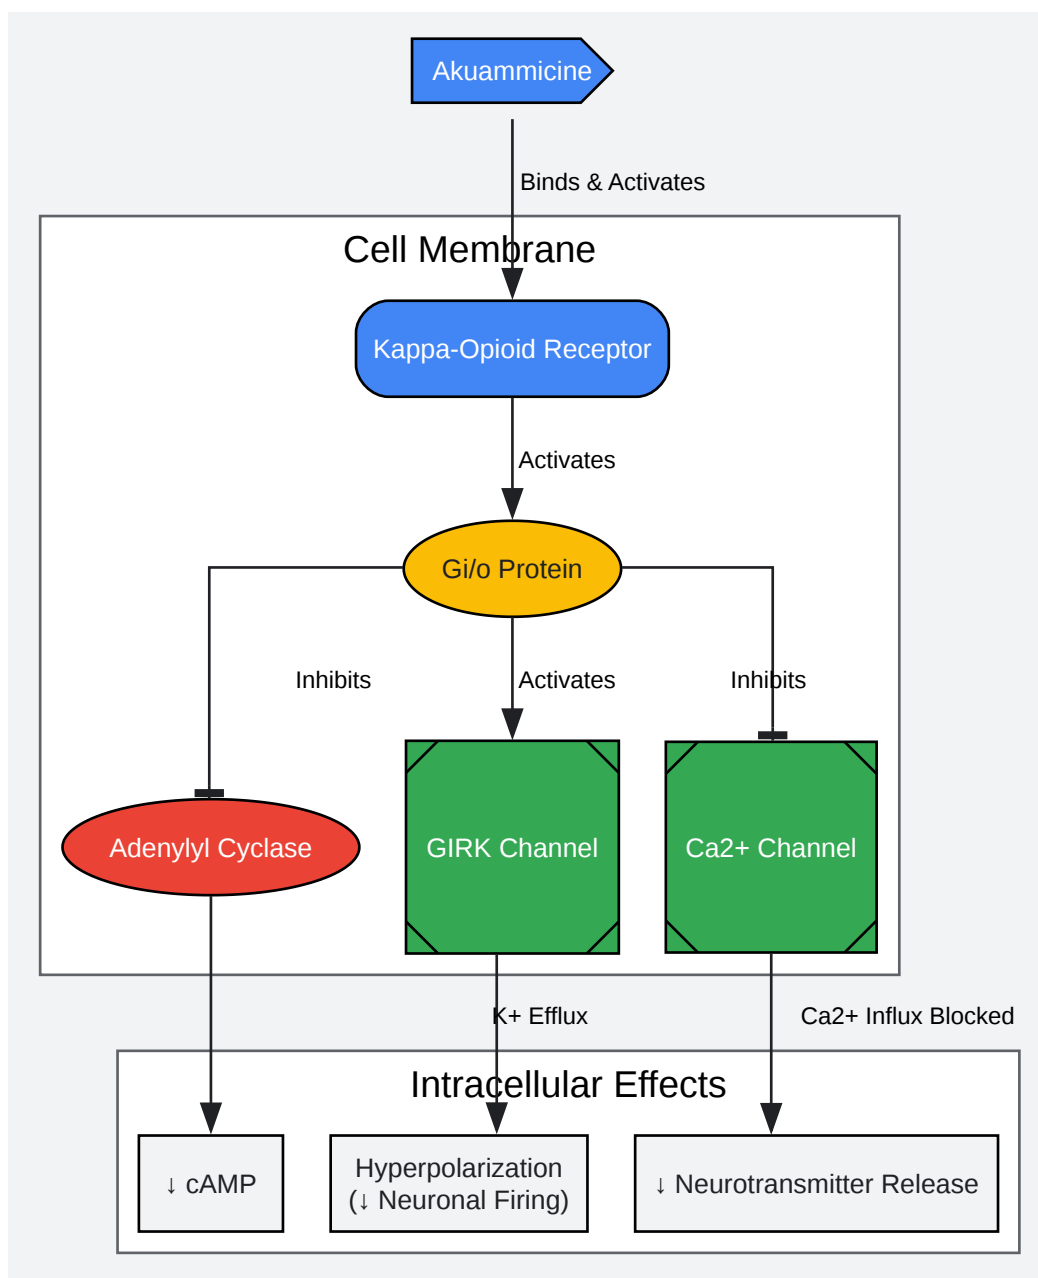 Akuammicine
Binds & Activates
Cell Membrane
Kappa-Opioid Receptor
Activates
Gi/o Protein
Inhibits
Activates
Inhibits
Adenylyl Cyclase
GIRK Channel
Ca2+ Channel
K+ Efflux
Ca2+ Influx Blocked
Intracellular Effects
↓ cAMP
Hyperpolarization
(↓ Neuronal Firing)
↓ Neurotransmitter Release